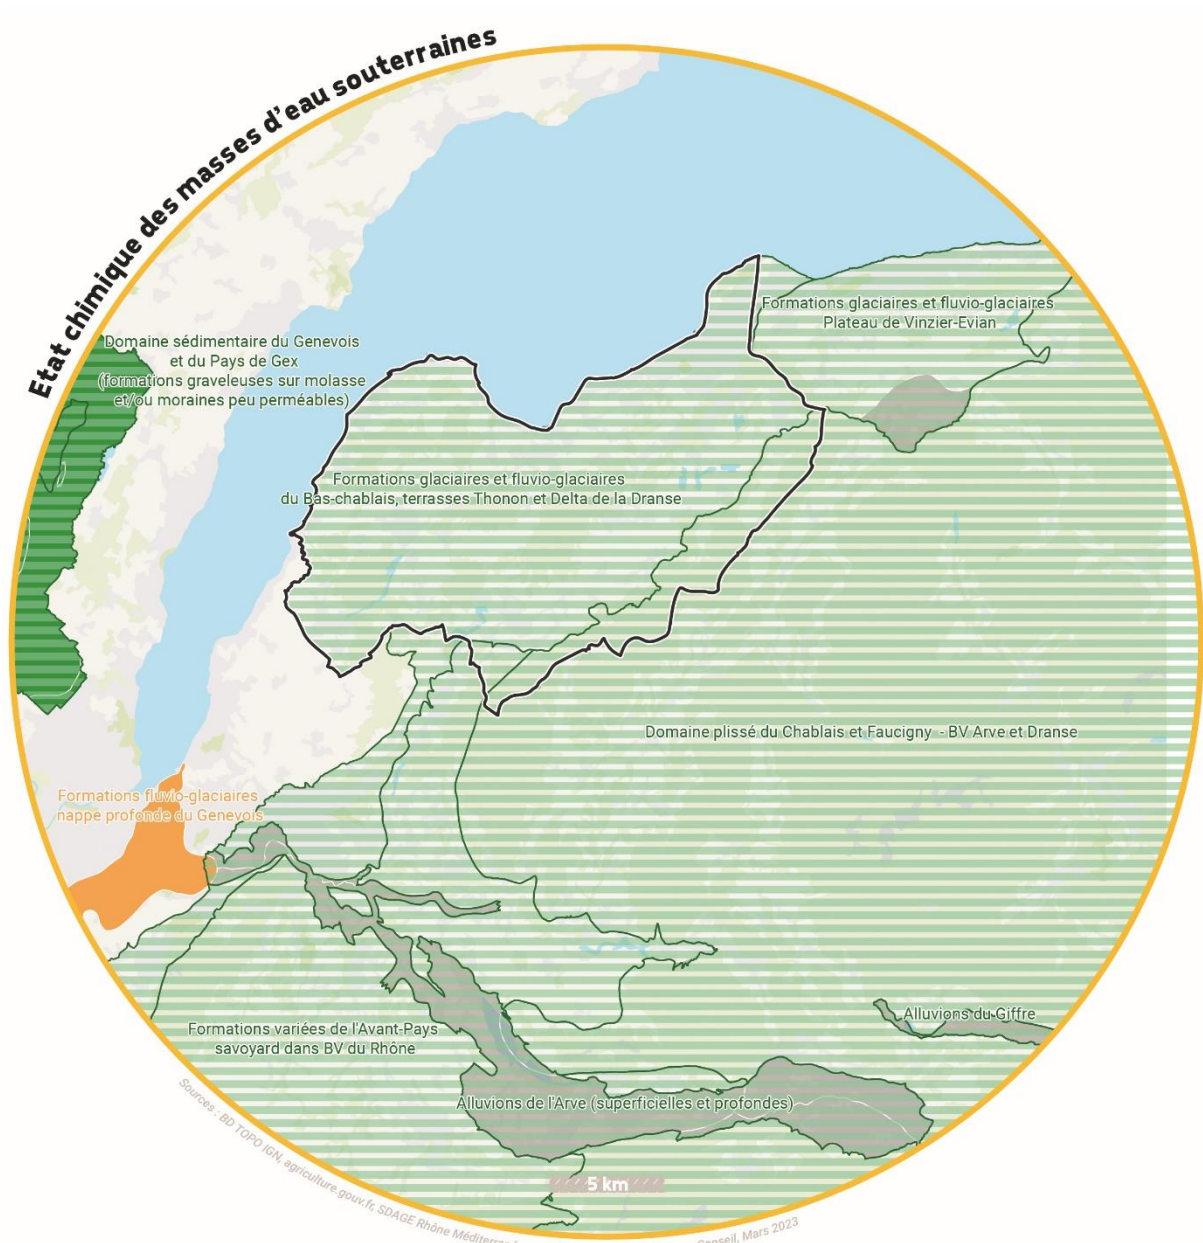 Etat chimique des masses d'eau souterraines
Formations glaciaires et fluvio-glaciaires
Plateau de Vinzier-Evian
Domaine sédimentaire du Genevois
et du Pays de Gex
(formations graveleuses sur molasse
et/ou moraines peu perméables)
Formations glaciaires et fluvio-glaciaires
du Bas-chablais, terrasses Thonon et Delta de la Dranse
Domaine plissé du Chablais et Faucigny - BV Arve et Dranse
Formations fluvio-glaciaires
nappe profonde du Genevois
Alluvions du Giffre
Formations variées de l'Avant-Pays
savoyard dans BV du Rhône
Alluvions de l'Arve (superficielles et profondes)
5 km
Sources : BD TOPO IGN, agriculture.gouv.fr, SDAGE Rhône Conseil, Mars 2023